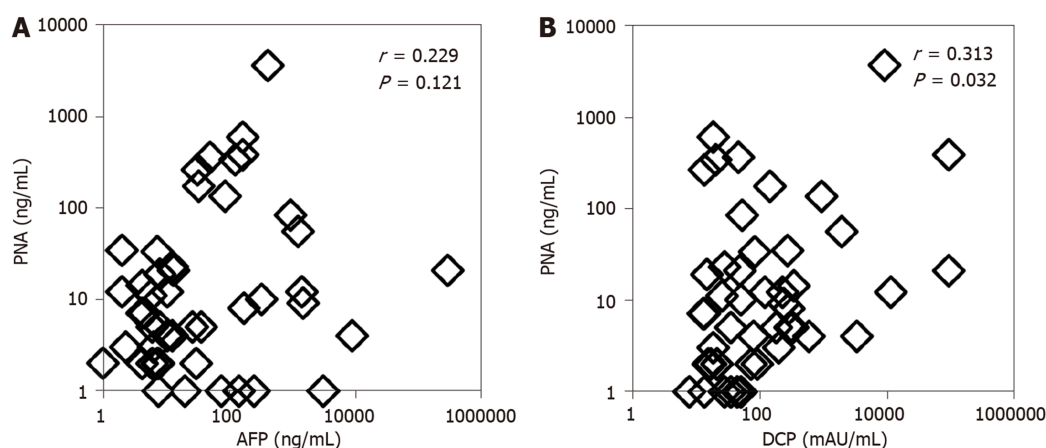 A
10000
1000
100
10
1
PNA (ng/mL)
r = 0.229
P = 0.121
1 100 10000 1000000
AFP (ng/mL)
B
10000
1000
100
10
1
PNA (ng/mL)
r = 0.313
P = 0.032
1 100 10000 1000000
DCP (mAU/mL)